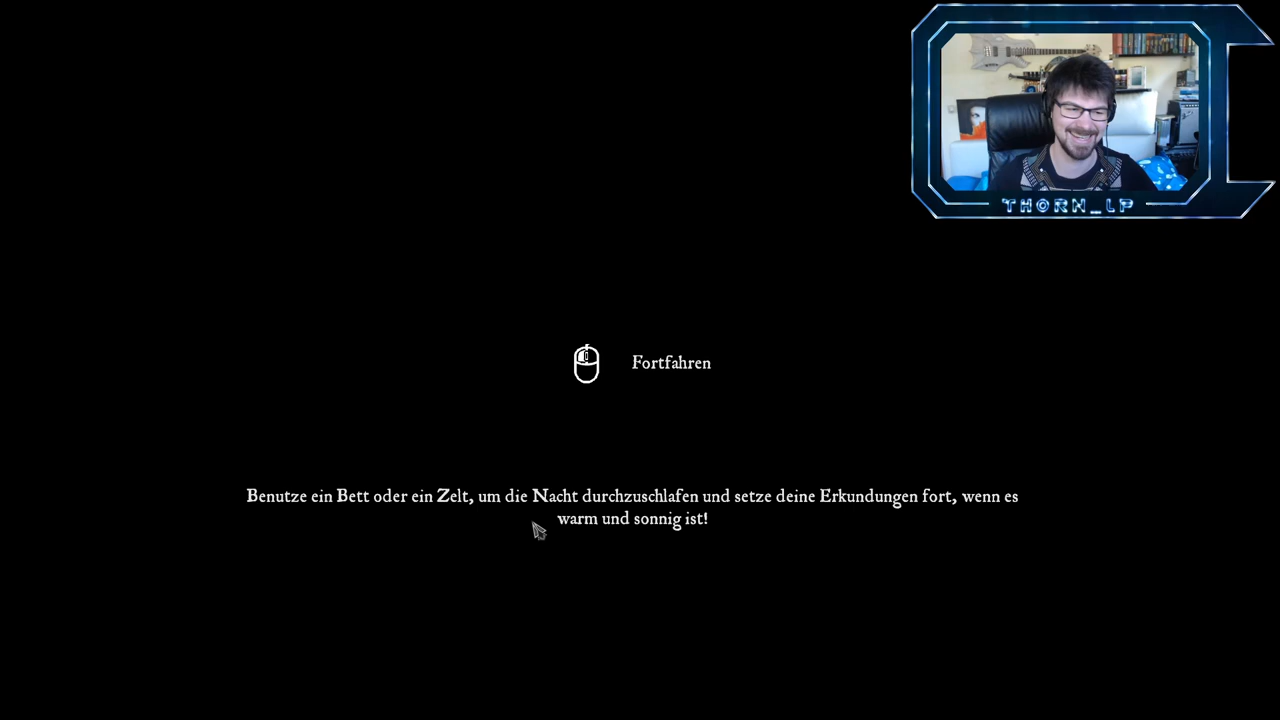 THORN_LP
Fortfahren
Benutze ein Bett oder ein Zelt, um die Nacht durchzuschlafen und setze deine Erkundungen fort, wenn es
warm und sonnig ist!